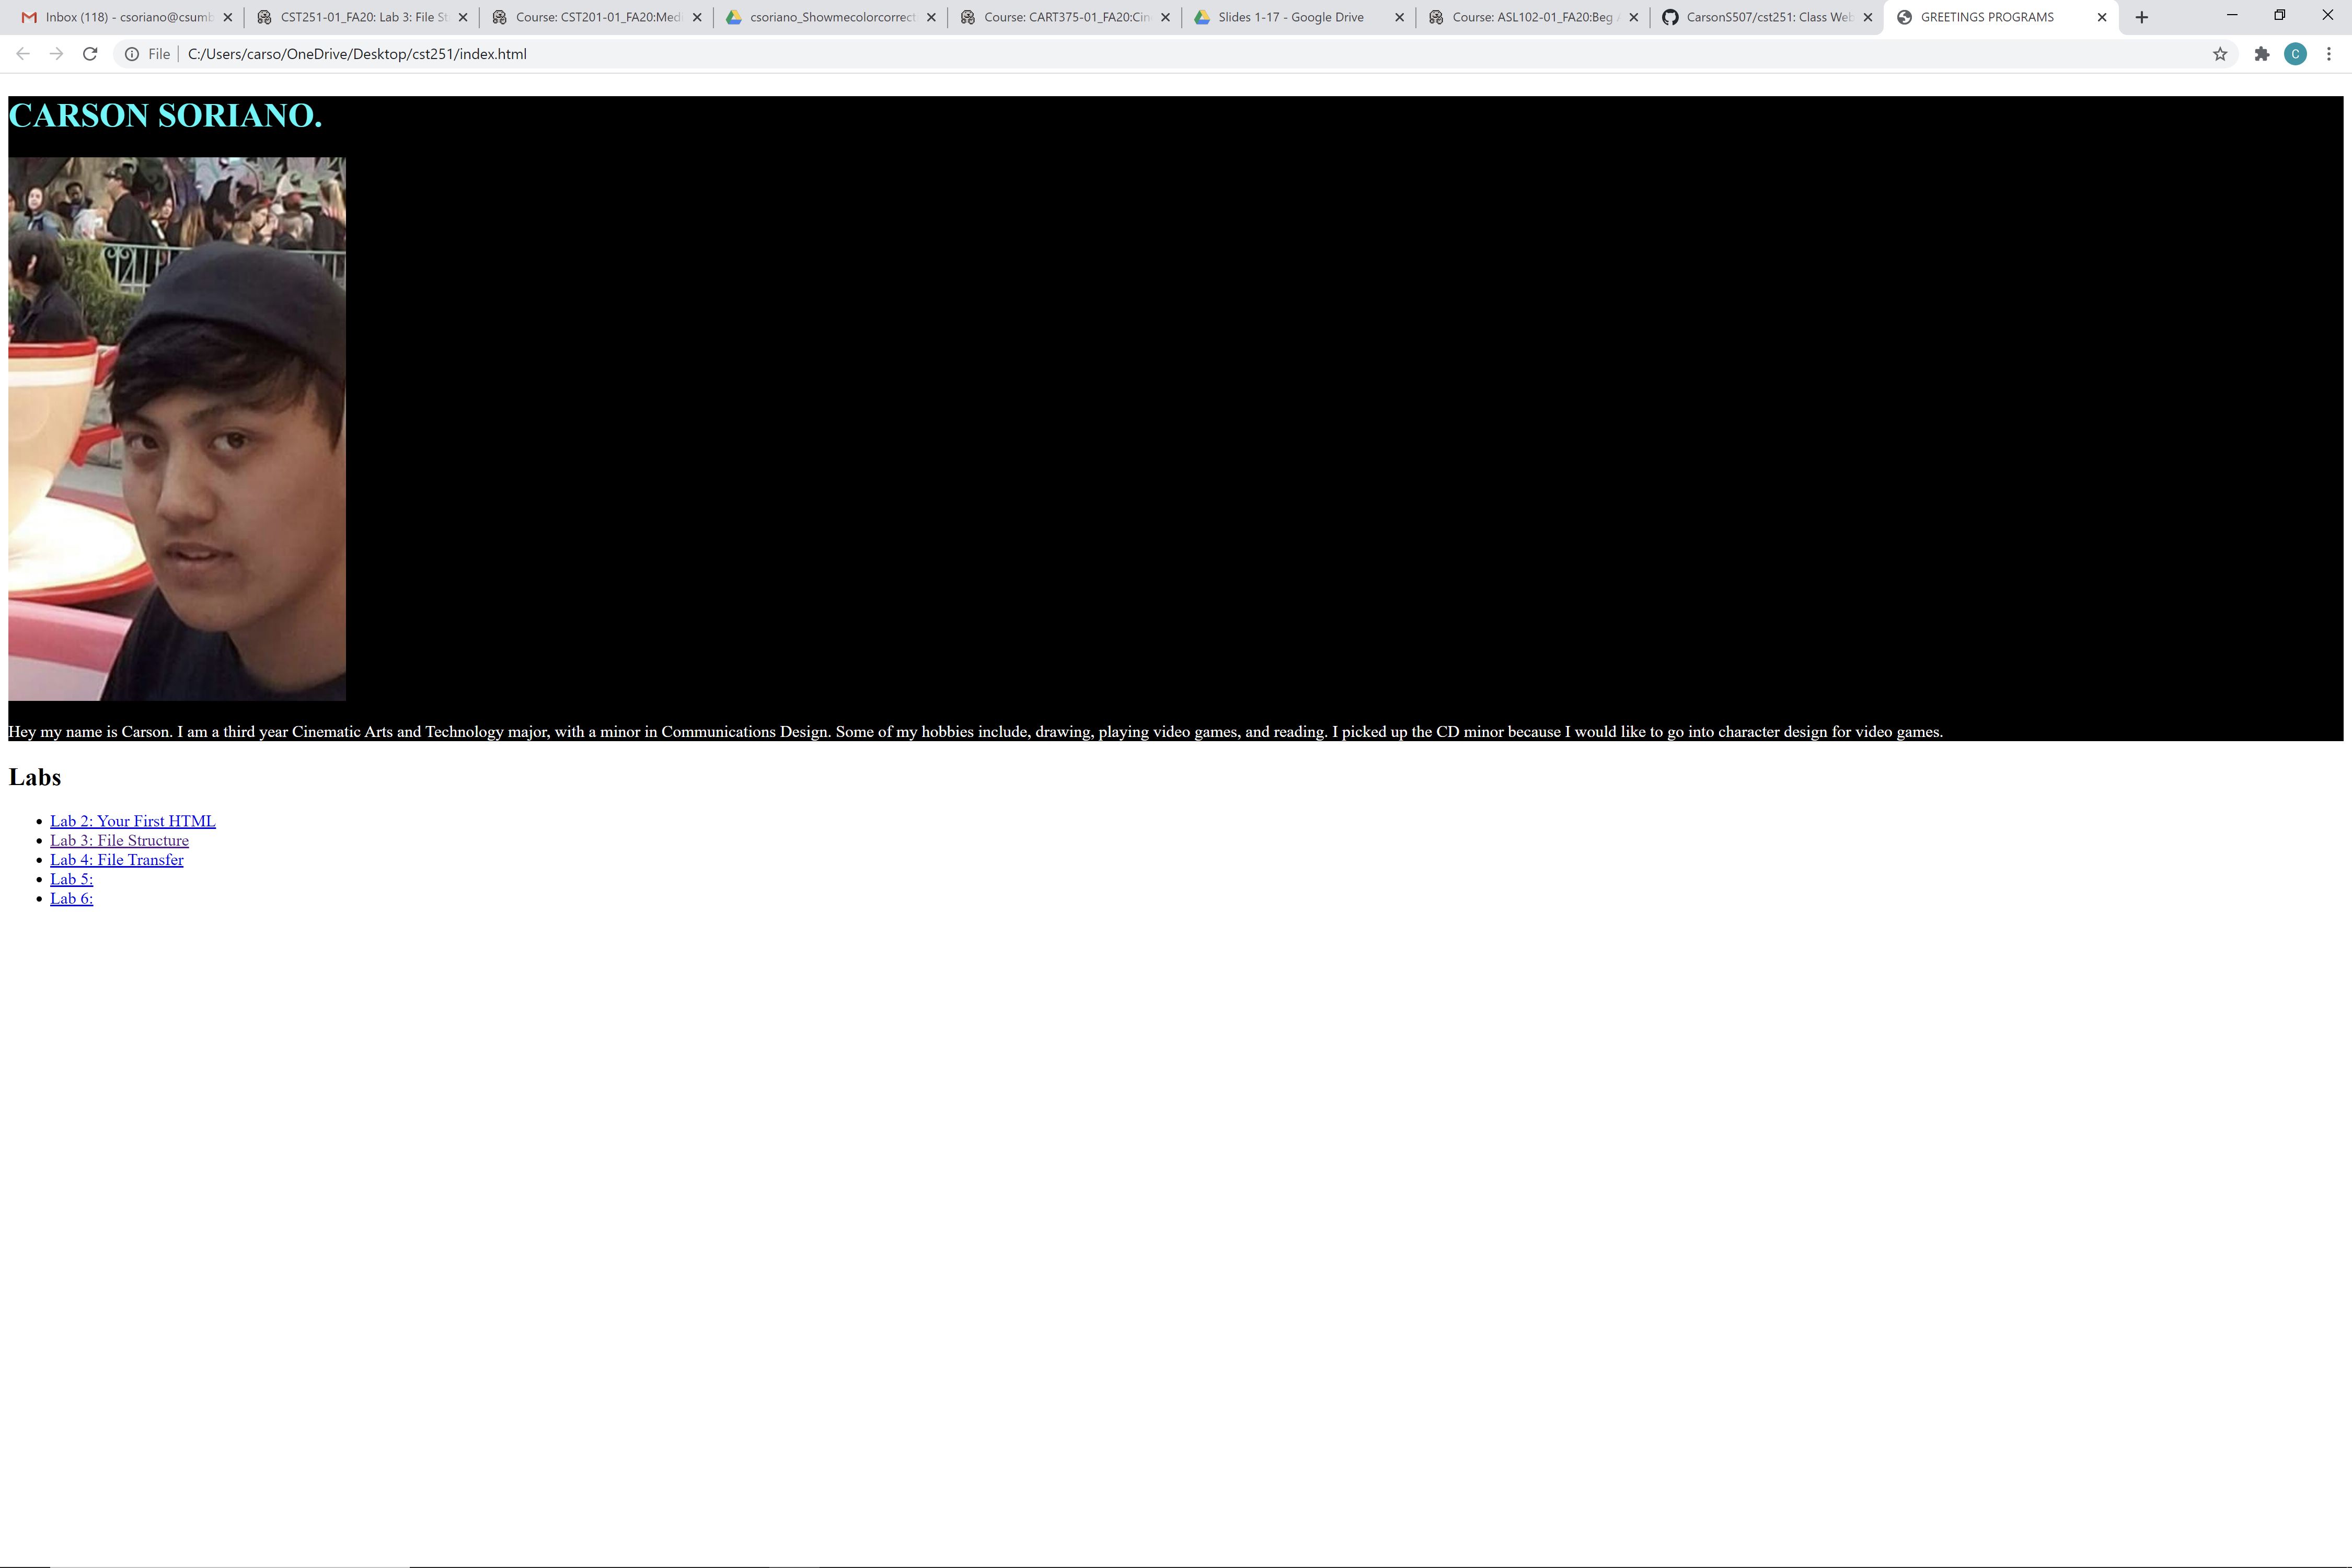 Inbox (118) - csoriano@csumb
CST251-01_FA20: Lab 3: File St
Course: CST201-01_FA20:Medi
csoriano_Showmecolorcorrect
Course: CART375-01_FA20:Cin
Slides 1-17 - Google Drive
Course: ASL102-01_FA20:Beg A
CarsonS507/cst251: Class Web
GREETINGS PROGRAMS
File C:/Users/carso/OneDrive/Desktop/cst251/index.html
C
CARSON SORIANO.
Hey my name is Carson. I am a third year Cinematic Arts and Technology major, with a minor in Communications Design. Some of my hobbies include, drawing, playing video games, and reading. I picked up the CD minor because I would like to go into character design for video games.
Labs
• Lab 2: Your First HTML
• Lab 3: File Structure
• Lab 4: File Transfer
• Lab 5:
• Lab 6: